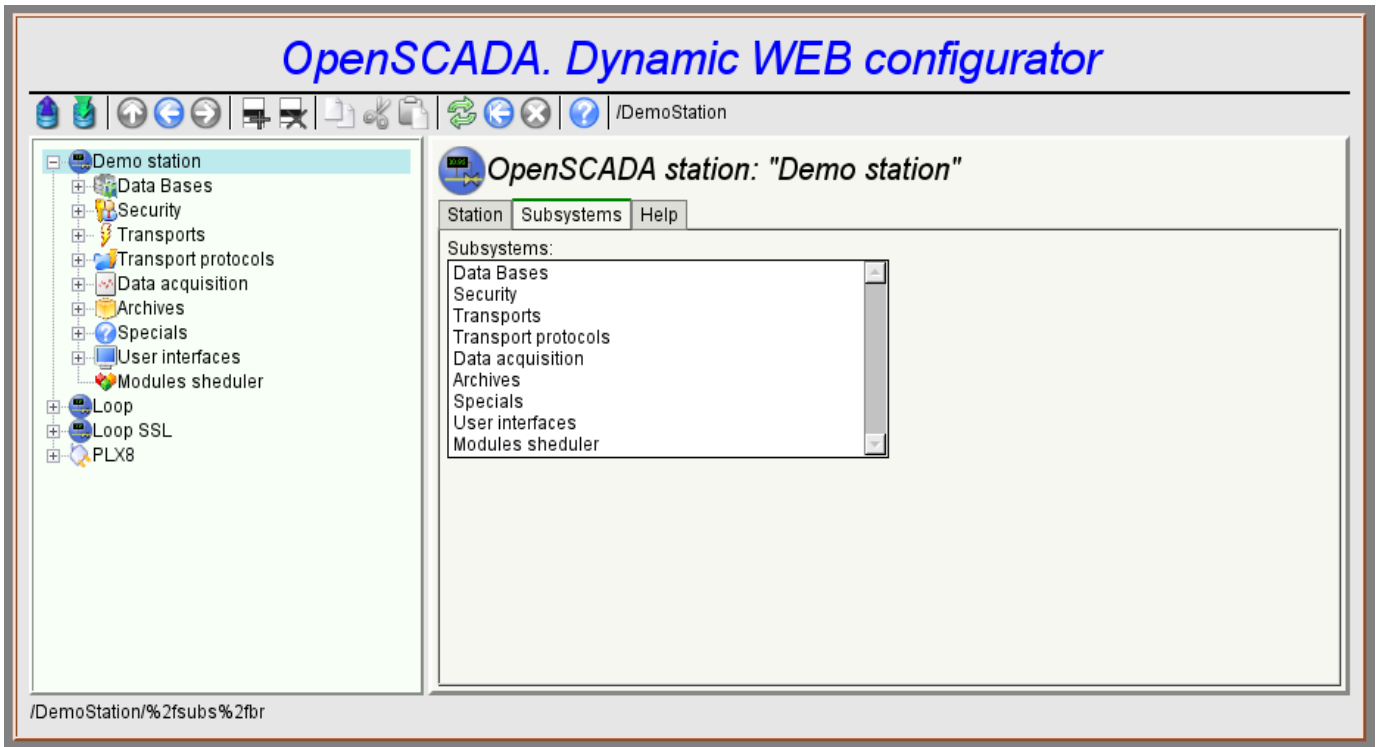 OpenSCADA. Dynamic WEB configurator
/DemoStation
Demo station
Data Bases
Security
Transports
Transport protocols
Data acquisition
Archives
Specials
User interfaces
Modules sheduler
Loop
Loop SSL
PLX8
OpenSCADA station: "Demo station"
Station Subsystems Help
Subsystems:
Data Bases
Security
Transports
Transport protocols
Data acquisition
Archives
Specials
User interfaces
Modules sheduler
/DemoStation/%2fsubs%2fbr